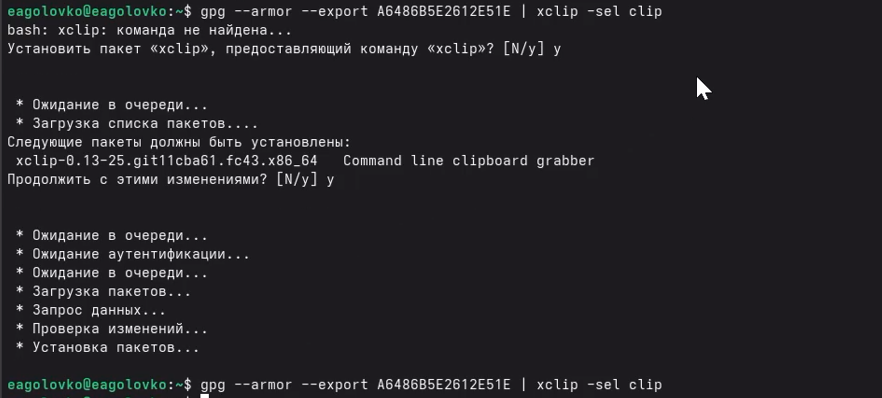 eagolovko@eagolovko:~$ gpg --armor --export A6486B5E2612E51E | xclip -sel clip
bash: xclip: команда не найдена...
Установить пакет «xclip», предоставляющий команду «xclip»? [N/y] y
* Ожидание в очереди...
* Загрузка списка пакетов....
Следующие пакеты должны быть установлены:
xclip-0.13-25.git11cba61.fc43.x86_64   Command line clipboard grabber
Продолжить с этими изменениями? [N/y] y
* Ожидание в очереди...
* Ожидание аутентификации...
* Ожидание в очереди...
* Загрузка пакетов...
* Запрос данных...
* Проверка изменений...
* Установка пакетов...
eagolovko@eagolovko:~$ gpg --armor --export A6486B5E2612E51E | xclip -sel clip